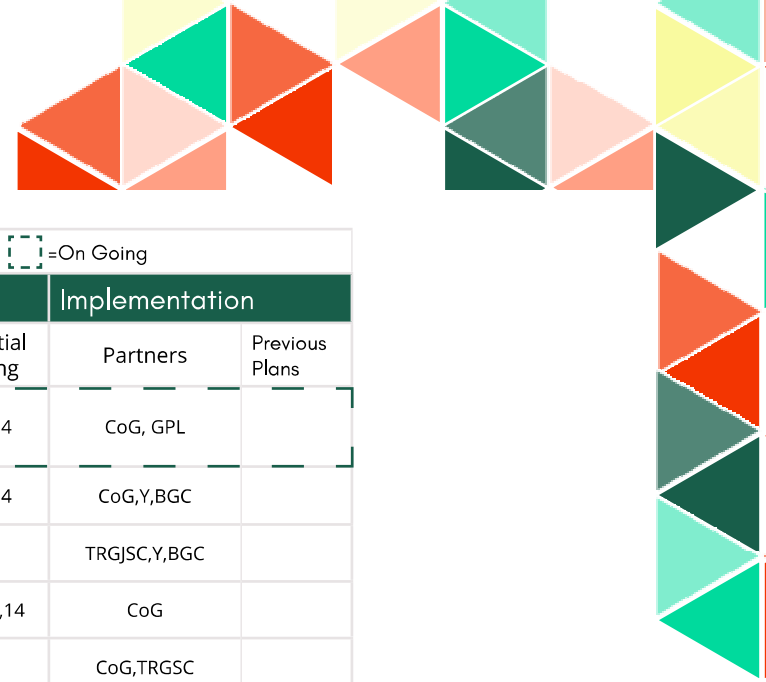 =On Going
Implementation
tial
ng
Partners
Previous
Plans
4
CoG, GPL
4
CoG,Y,BGC
TRGJSC,Y,BGC
,14
CoG
CoG,TRGSC